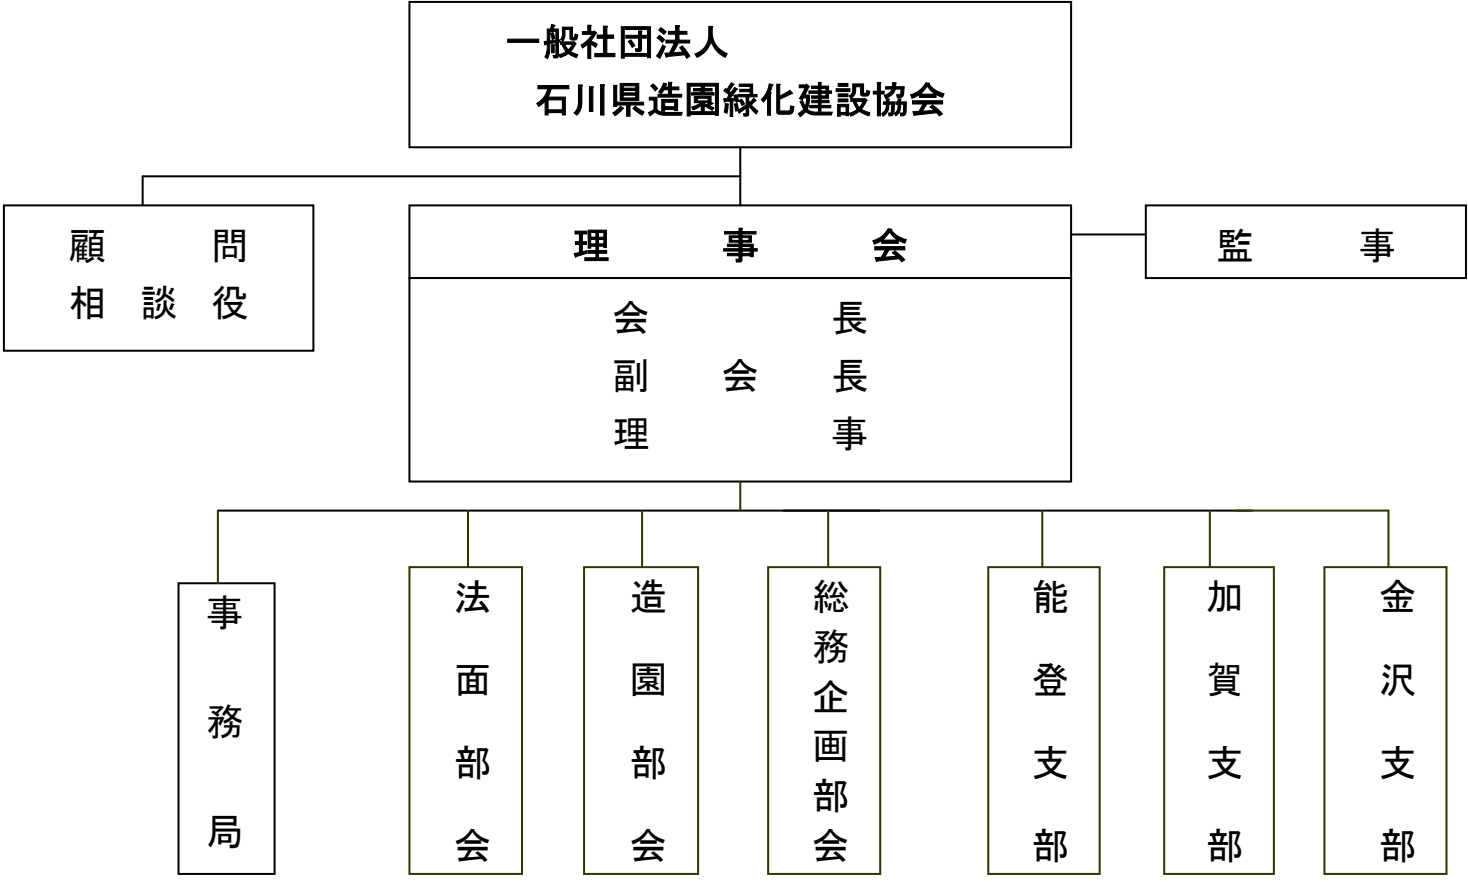 一般社団法人
石川県造園緑化建設協会
顧問
相談役
理事会
監事
会長
副会長
理事
事務局
法面部会
造園部会
総務企画部会
能登支部
加賀支部
金沢支部